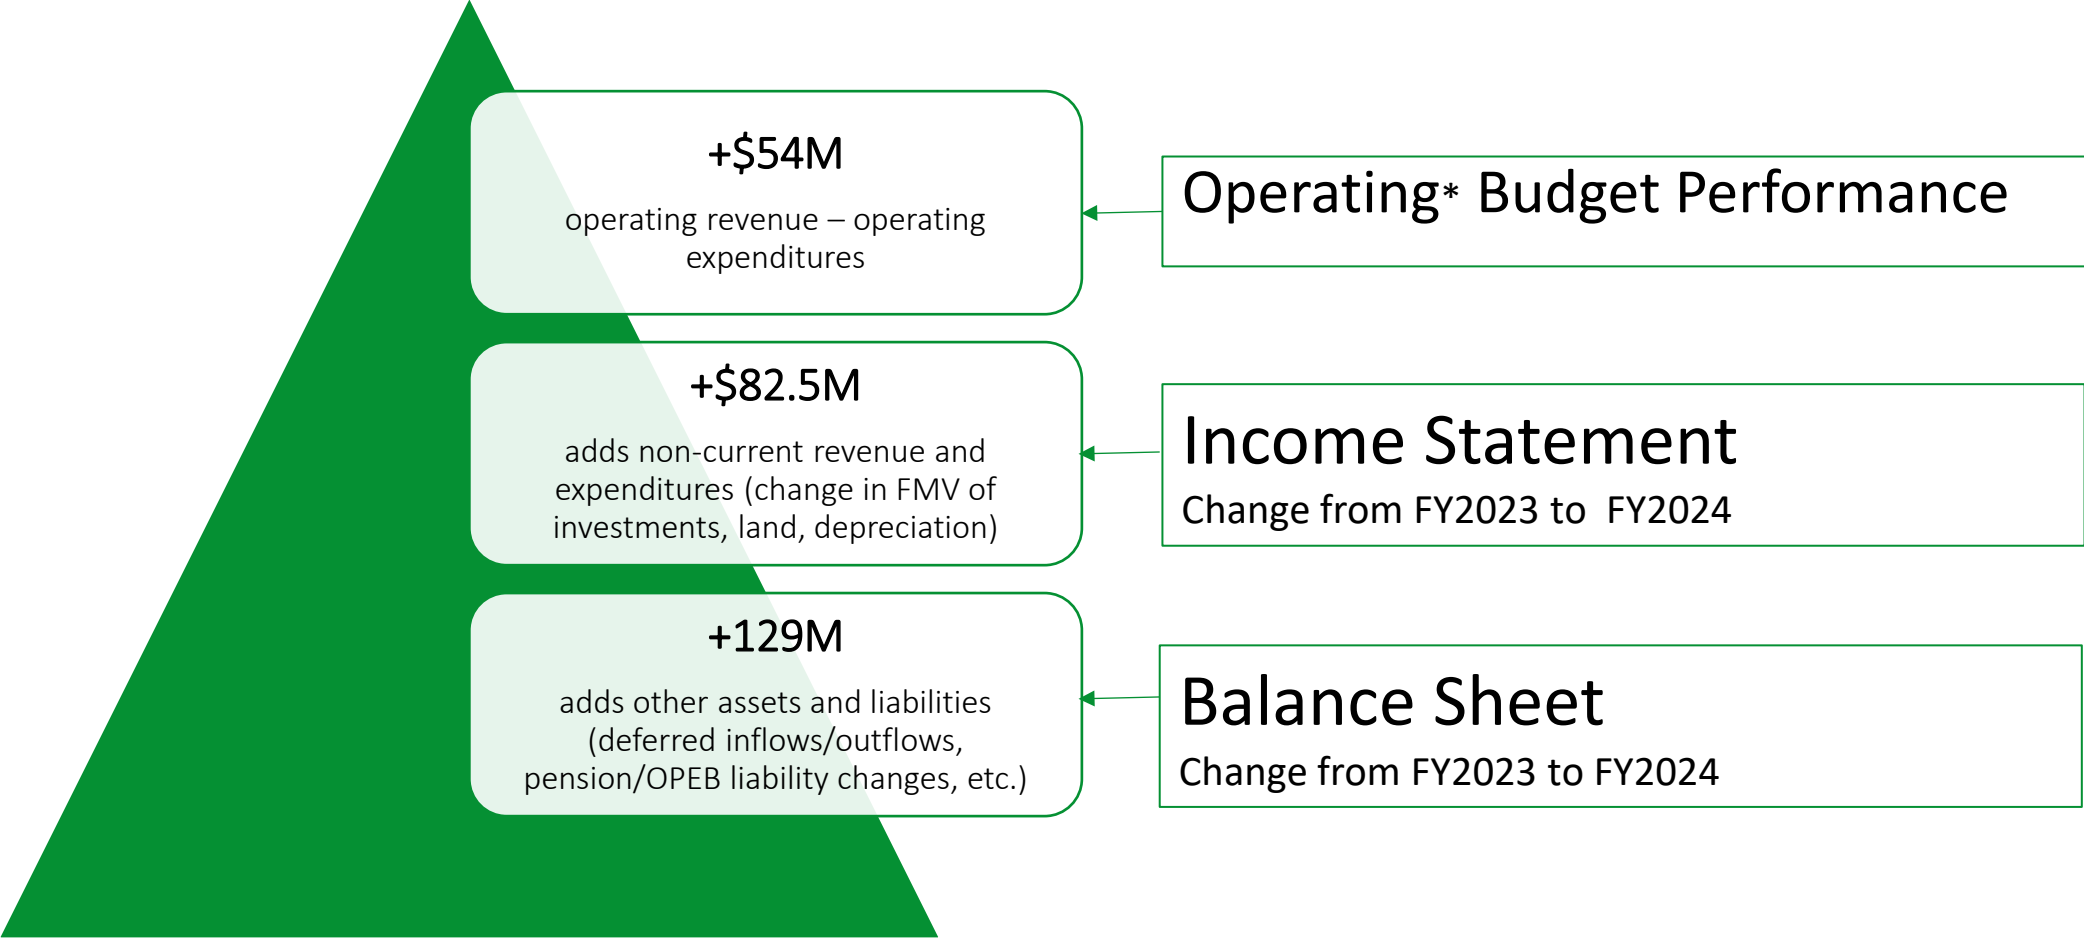 +$54M
operating revenue – operating
expenditures
Operating* Budget Performance
+$82.5M
adds non-current revenue and
expenditures (change in FMV of
investments, land, depreciation)
Income Statement
Change from FY2023 to  FY2024
+129M
adds other assets and liabilities
(deferred inflows/outflows,
pension/OPEB liability changes, etc.)
Balance Sheet
Change from FY2023 to FY2024